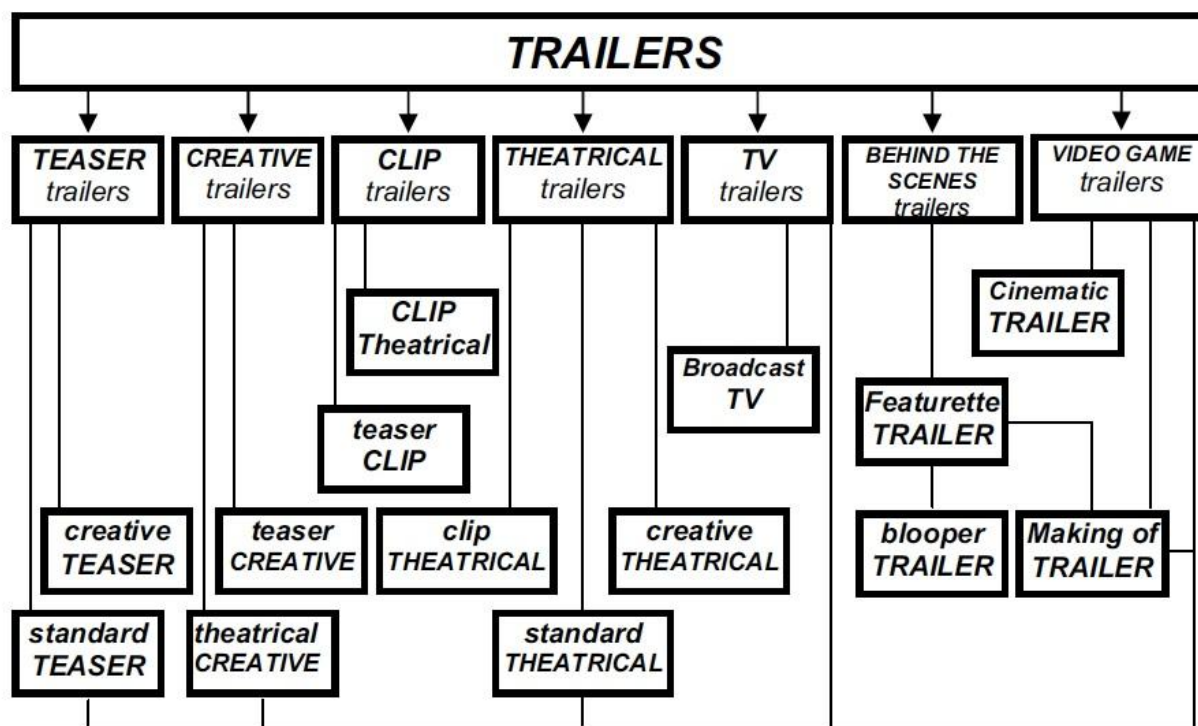 TRAILERS
TEASER
trailers
CREATIVE
trailers
CLIP
trailers
THEATRICAL
trailers
TV
trailers
BEHIND THE
SCENES
trailers
VIDEO GAME
trailers
CLIP
Theatrical
Cinematic
TRAILER
Broadcast
TV
Featurette
TRAILER
teaser
CLIP
creative
TEASER
teaser
CREATIVE
clip
THEATRICAL
creative
THEATRICAL
blooper
TRAILER
Making of
TRAILER
standard
TEASER
theatrical
CREATIVE
standard
THEATRICAL